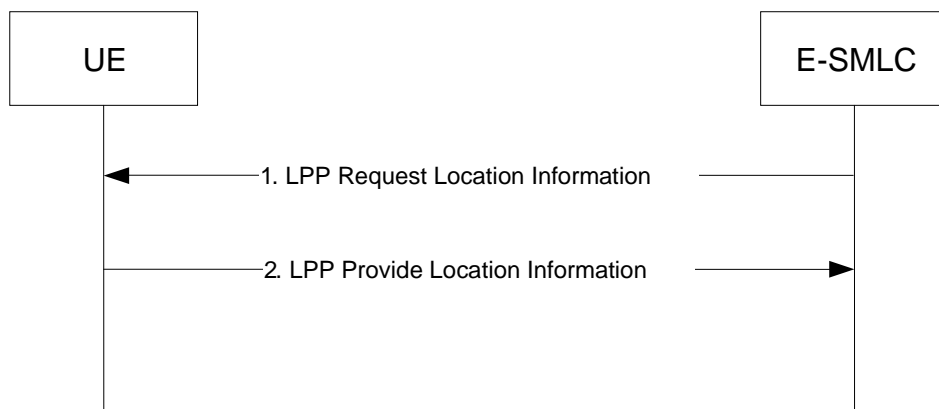 UE
E-SMLC
1. LPP Request Location Information
2. LPP Provide Location Information